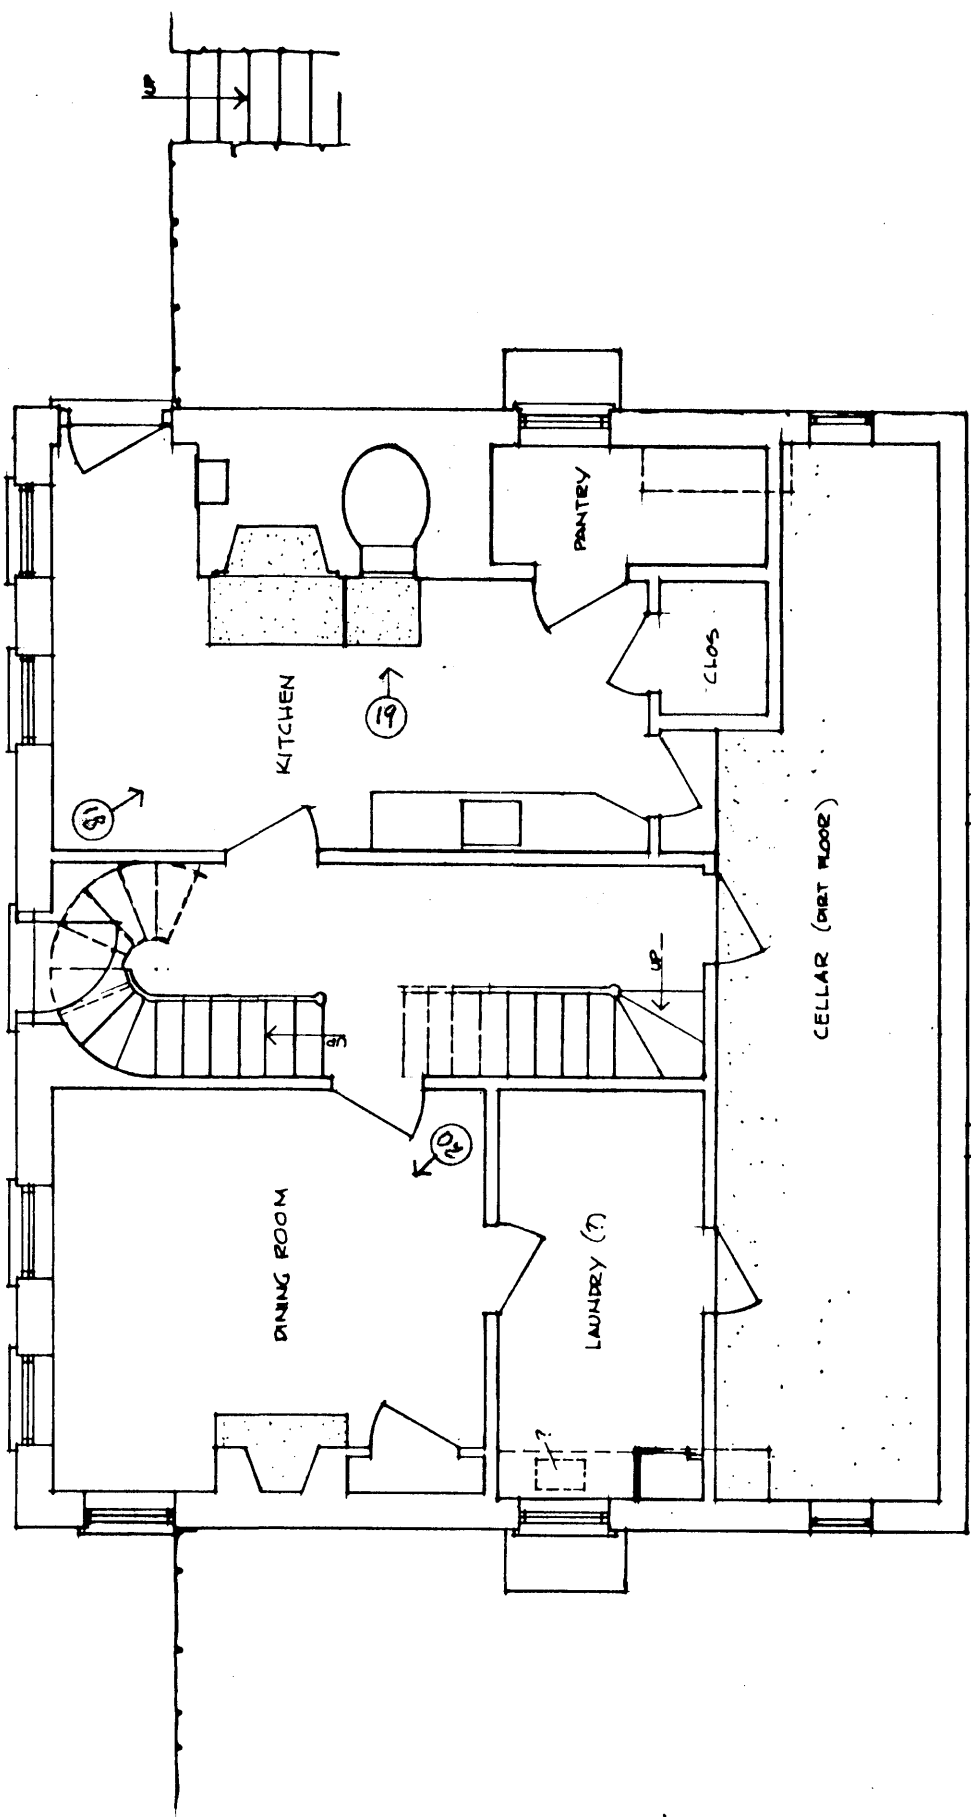 UP
PANTRY
CLOS
KITCHEN
19
18
UP
UP
CELLAR (DIRT FLOOR)
20
DINING ROOM
LAUNDRY (?)
?